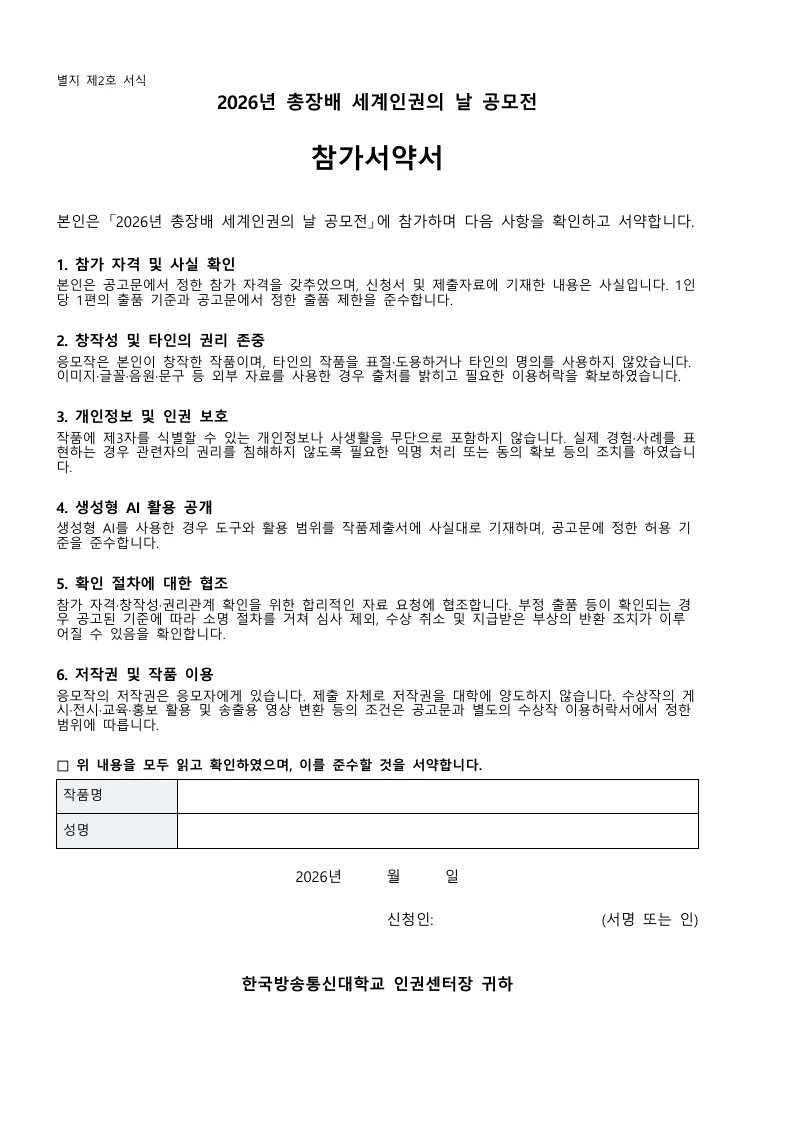 별지 제2호 서식
2026년 총장배 세계인권의 날 공모전
참가서약서
본인은 「2026년 총장배 세계인권의 날 공모전」에 참가하며 다음 사항을 확인하고 서약합니다.
1. 참가 자격 및 사실 확인
본인은 공고문에서 정한 참가 자격을 갖추었으며, 신청서 및 제출자료에 기재한 내용은 사실입니다. 1인
당 1편의 출품 기준과 공고문에서 정한 출품 제한을 준수합니다.
2. 창작성 및 타인의 권리 존중
응모작은 본인이 창작한 작품이며, 타인의 작품을 표절·도용하거나 타인의 명의를 사용하지 않았습니다.
이미지·글꼴·음원·문구 등 외부 자료를 사용한 경우 출처를 밝히고 필요한 이용허락을 확보하였습니다.
3. 개인정보 및 인권 보호
작품에 제3자를 식별할 수 있는 개인정보나 사생활을 무단으로 포함하지 않습니다. 실제 경험·사례를 표
현하는 경우 관련자의 권리를 침해하지 않도록 필요한 익명 처리 또는 동의 확보 등의 조치를 하였습니
다.
4. 생성형 AI 활용 공개
생성형 AI를 사용한 경우 도구와 활용 범위를 작품제출서에 사실대로 기재하며, 공고문에 정한 허용 기
준을 준수합니다.
5. 확인 절차에 대한 협조
참가 자격·창작성·권리관계 확인을 위한 합리적인 자료 요청에 협조합니다. 부정 출품 등이 확인되는 경
우 공고된 기준에 따라 소명 절차를 거쳐 심사 제외, 수상 취소 및 지급받은 부상의 반환 조치가 이루
어질 수 있음을 확인합니다.
6. 저작권 및 작품 이용
응모작의 저작권은 응모자에게 있습니다. 제출 자체로 저작권을 대학에 양도하지 않습니다. 수상작의 게
시·전시·교육·홍보 활용 및 송출용 영상 변환 등의 조건은 공고문과 별도의 수상작 이용허락서에서 정한
범위에 따릅니다.
□ 위 내용을 모두 읽고 확인하였으며, 이를 준수할 것을 서약합니다.
작품명
성명
2026년 월 일
신청인: (서명 또는 인)
한국방송통신대학교 인권센터장 귀하